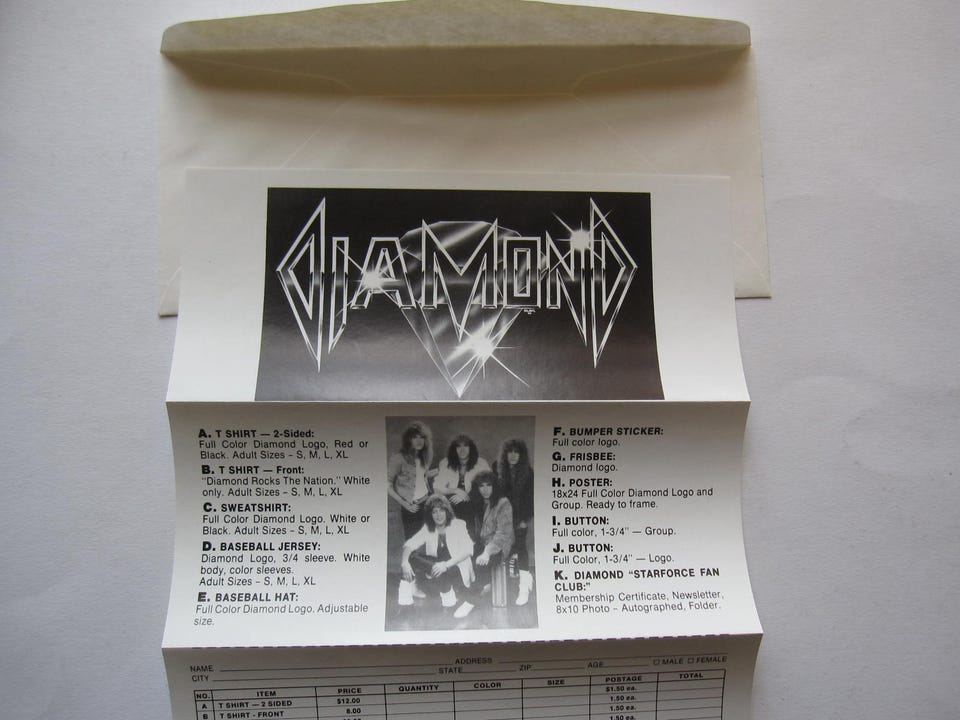 DIAMOND
A. T SHIRT — 2-Sided:
Full Color Diamond Logo, Red or
Black. Adult Sizes – S, M, L, XL
B. T SHIRT — Front:
"Diamond Rocks The Nation." White
only. Adult Sizes – S, M, L, XL
C. SWEATSHIRT:
Full Color Diamond Logo. White or
Black. Adult Sizes – S, M, L, XL
D. BASEBALL JERSEY:
Diamond Logo, 3/4 sleeve. White
body, color sleeves.
Adult Sizes – S, M, L, XL
E. BASEBALL HAT:
Full Color Diamond Logo. Adjustable
size.
F. BUMPER STICKER:
Full color logo.
G. FRISBEE:
Diamond logo.
H. POSTER:
18x24 Full Color Diamond Logo and
Group. Ready to frame.
I. BUTTON:
Full color, 1-3/4" — Group.
J. BUTTON:
Full Color, 1-3/4" — Logo.
K. DIAMOND "STARFORCE FAN
CLUB:"
Membership Certificate, Newsletter,
8x10 Photo – Autographed, Folder.
NAME ADDRESS
CITY STATE ZIP AGE MALE FEMALE
NO. ITEM PRICE QUANTITY COLOR SIZE POSTAGE TOTAL
A T SHIRT — 2 SIDED $12.00 $1.50 ea.
B T SHIRT - FRONT 8.00 1.50 ea.
1.50 ea.